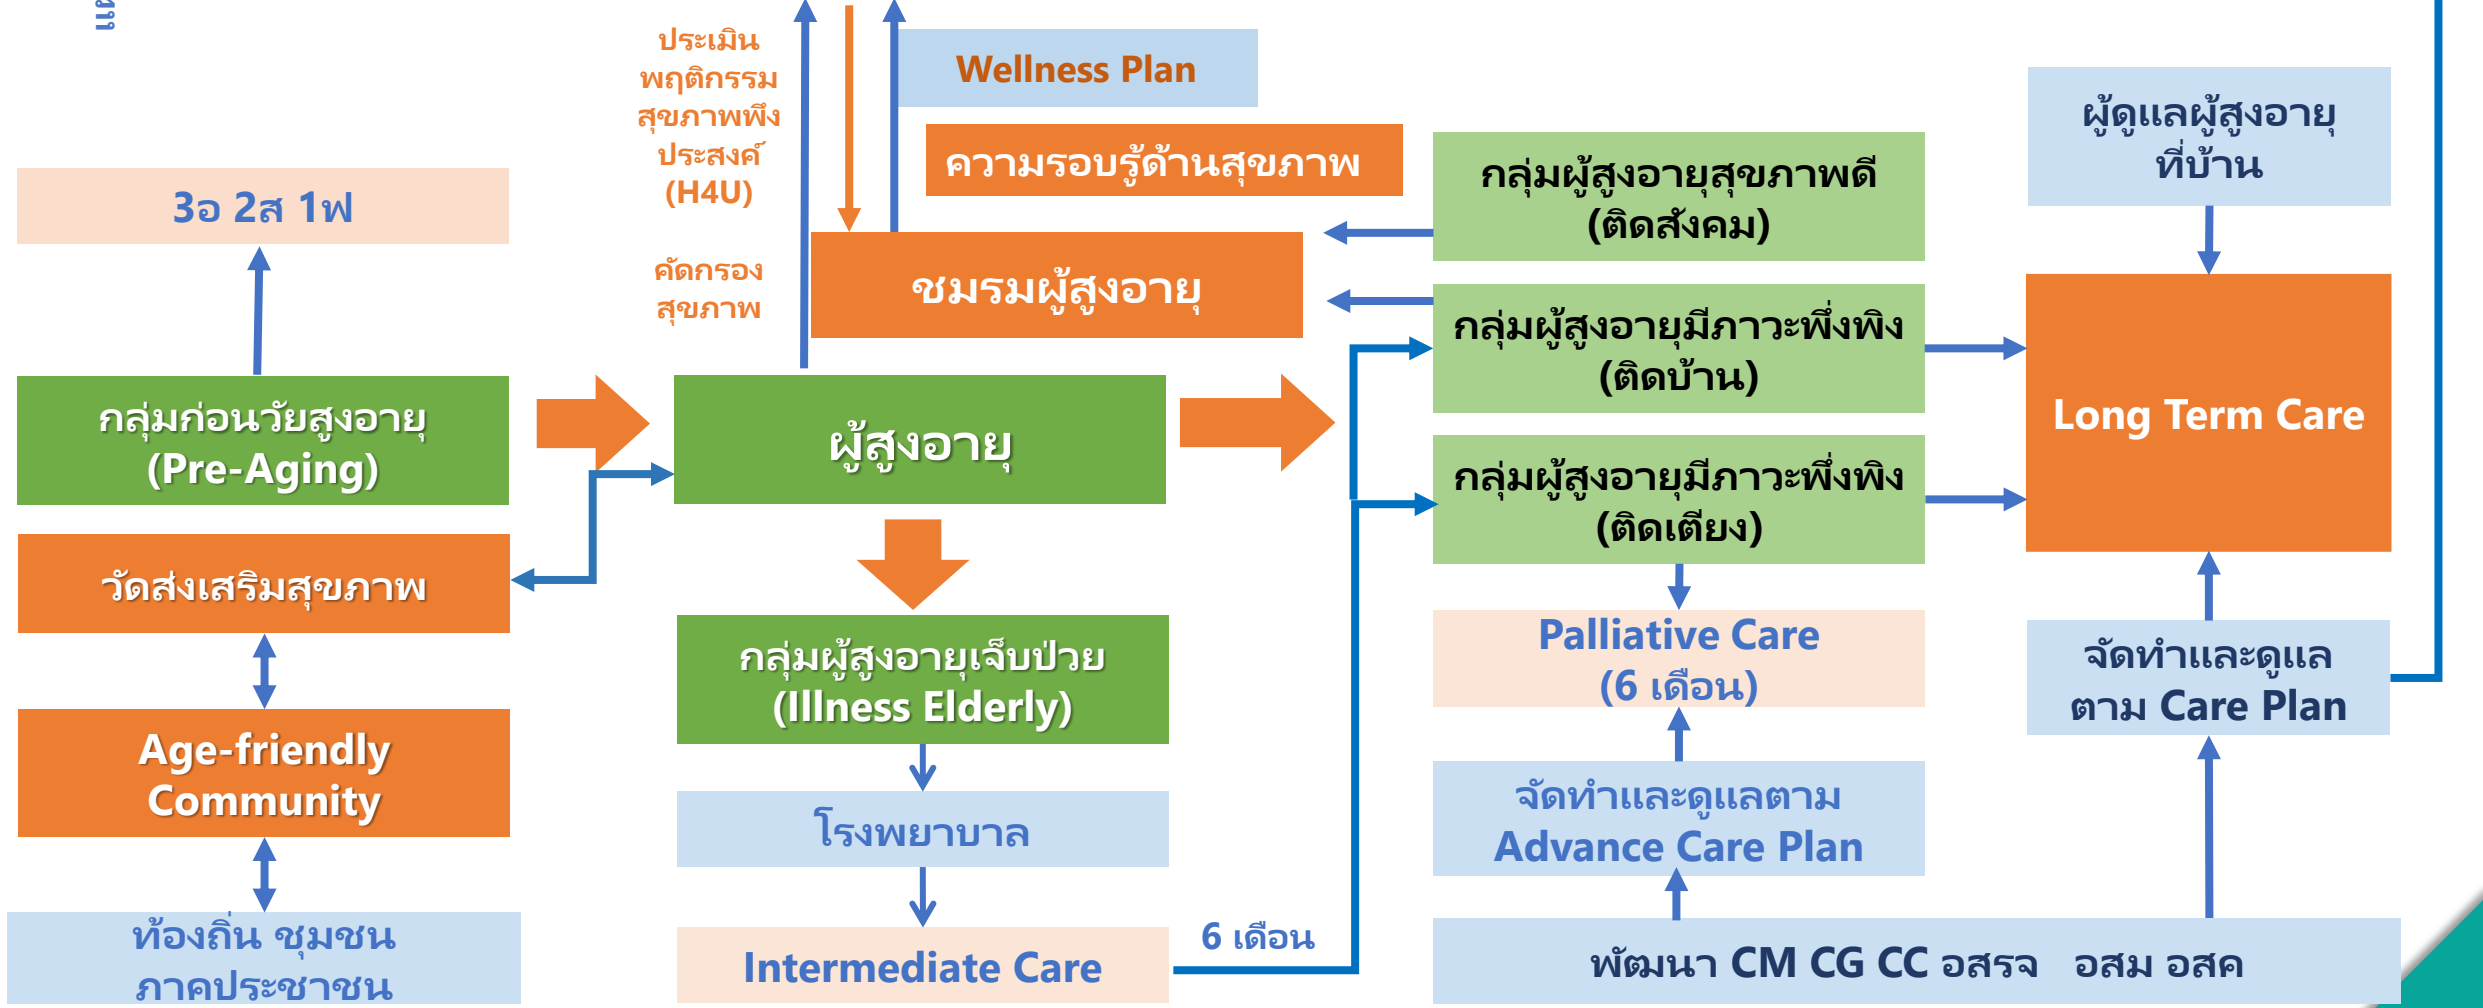 ประเมิน
พฤติกรรม
สุขภาพพึง
ประสงค์
(H4U)
คัดกรอง
สุขภาพ
Wellness Plan
ความรอบรู้ด้านสุขภาพ
ชมรมผู้สูงอายุ
3อ 2ส 1ฟ
กลุ่มก่อนวัยสูงอายุ
(Pre-Aging)
วัดส่งเสริมสุขภาพ
Age-friendly
Community
ท้องถิ่น ชุมชน
ภาคประชาชน
ผู้สูงอายุ
กลุ่มผู้สูงอายุเจ็บป่วย
(Illness Elderly)
โรงพยาบาล
Intermediate Care
6 เดือน
กลุ่มผู้สูงอายุสุขภาพดี
(ติดสังคม)
กลุ่มผู้สูงอายุมีภาวะพึ่งพิง
(ติดบ้าน)
กลุ่มผู้สูงอายุมีภาวะพึ่งพิง
(ติดเตียง)
Palliative Care
(6 เดือน)
จัดทำและดูแลตาม
Advance Care Plan
ผู้ดูแลผู้สูงอายุ
ที่บ้าน
Long Term Care
จัดทำและดูแล
ตาม Care Plan
พัฒนา CM CG CC อสรจ อสม อสค